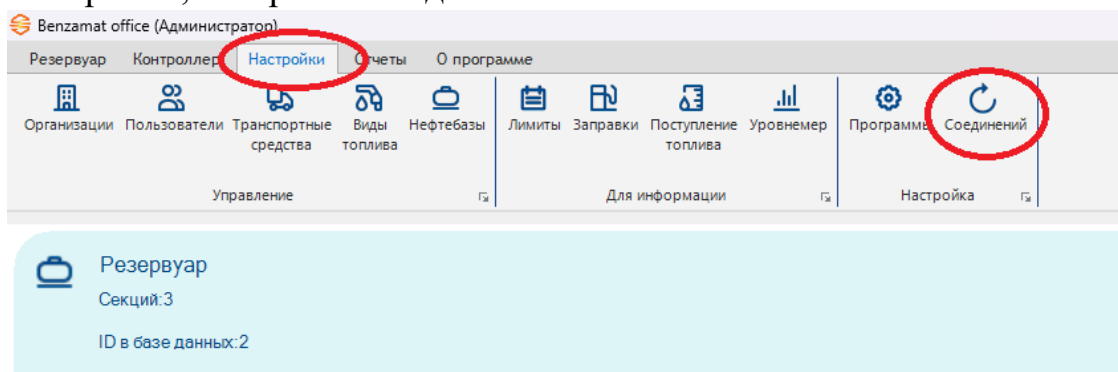 Benzamat office (Администратор)
Резервуар Контроллер Настройки Отчеты О программе
Организации Пользователи Транспортные средства Виды топлива Нефтебазы Лимиты Заправки Поступление топлива Уровнемер Программы Соединений
Управление Для информации Настройка
Резервуар
Секций:3
ID в базе данных:2